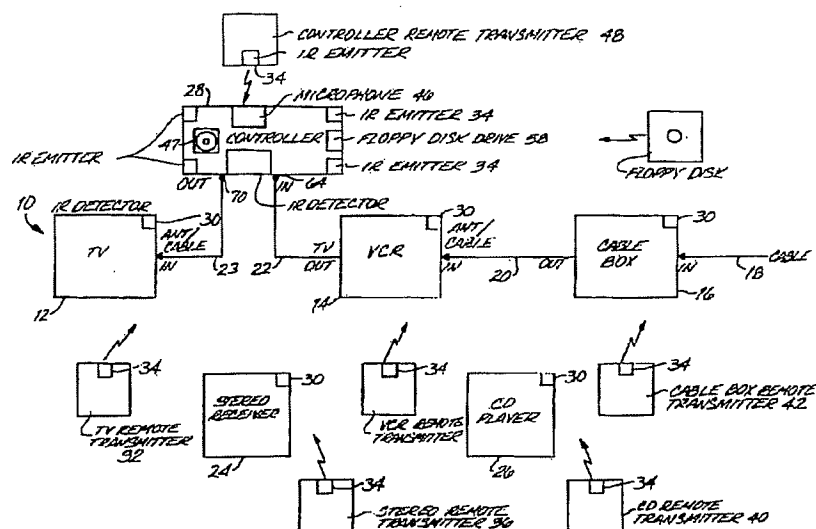 CONTROLLER REMOTE TRANSMITTER 48
IR EMITTER
34
28
MICROPHONE 46
IR EMITTER 34
47
CONTROLLER
FLOPPY DISK DRIVE 58
IR EMITTER
IR EMITTER 34
OUT
70
IN
64
IR DETECTOR
FLOPPY DISK
10
IR DETECTOR
30
TV
ANT/
CABLE
IN
12
23
22
TV
OUT
30
VCR
ANT/
CABLE
IN
14
20
OUT
30
CABLE
BOX
IN
CABLE
18
16
34
TV REMOTE
TRANSMITTER
32
30
STEREO
RECEIVER
24
34
VCR REMOTE
TRANSMITTER
30
CD
PLAYER
26
34
CABLE BOX REMOTE
TRANSMITTER 42
34
STEREO REMOTE
TRANSMITTER 36
34
CD REMOTE
TRANSMITTER 40